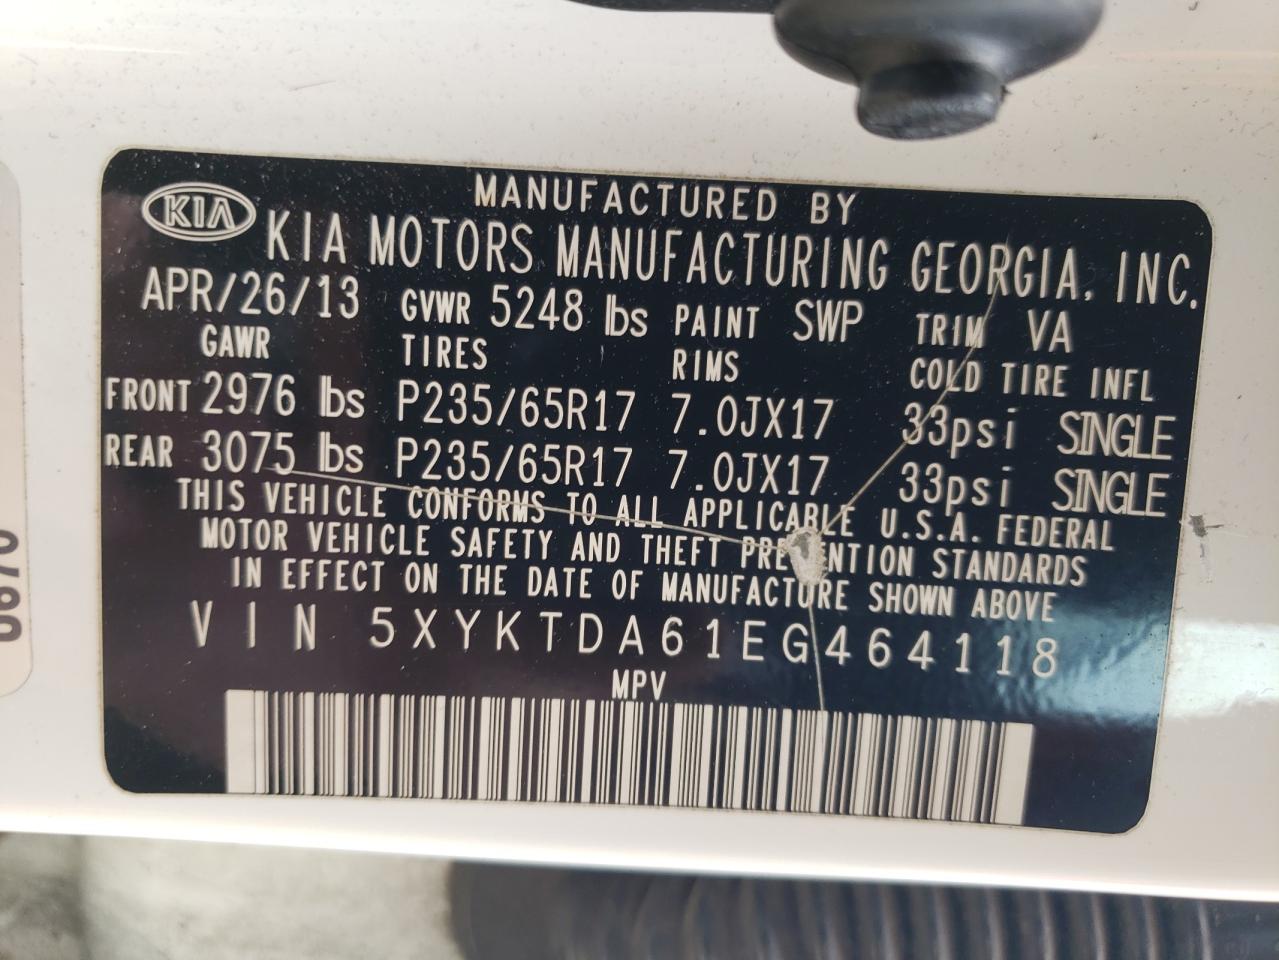 MANUFACTURED BY
KIA KIA MOTORS MANUFACTURING GEORGIA, INC.
APR/26/13 GVWR 5248 lbs PAINT SWP TRIM VA
GAWR TIRES RIMS COLD TIRE INFL
FRONT 2976 lbs P235/65R17 7.0JX17 33psi SINGLE
REAR 3075 lbs P235/65R17 7.0JX17 33psi SINGLE
THIS VEHICLE CONFORMS TO ALL APPLICABLE U.S.A. FEDERAL
MOTOR VEHICLE SAFETY AND THEFT PREVENTION STANDARDS
IN EFFECT ON THE DATE OF MANUFACTURE SHOWN ABOVE
VIN 5XYKTDA61EG464118
MPV